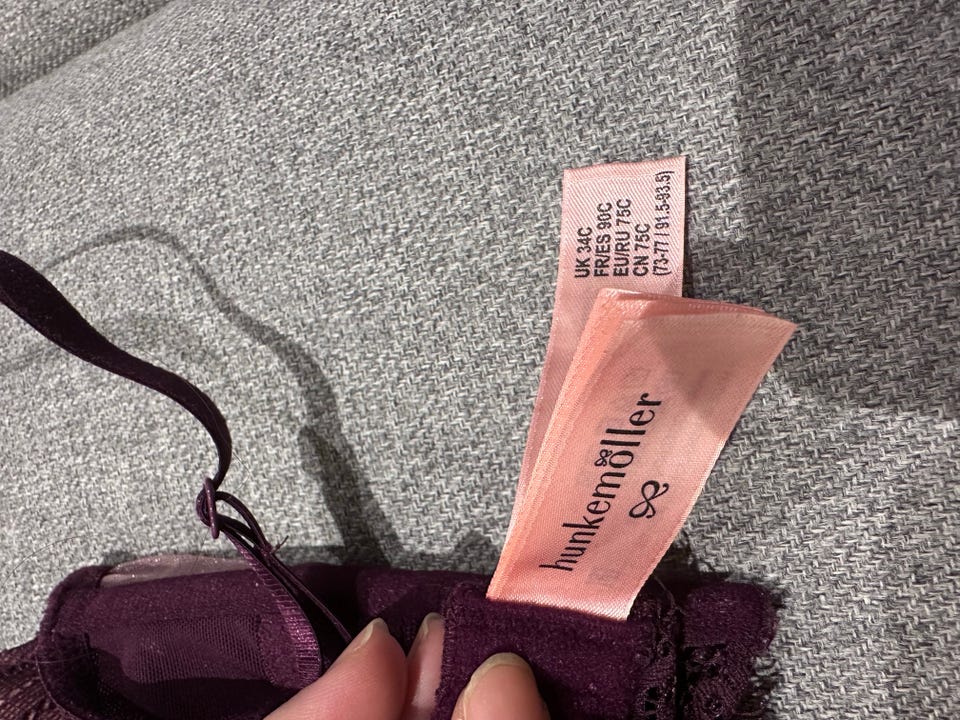 UK 34C
FR/ES 90C
EU/RU 75C
CN 75C
(73-77 / 91.5-93.5)
hunkemöller